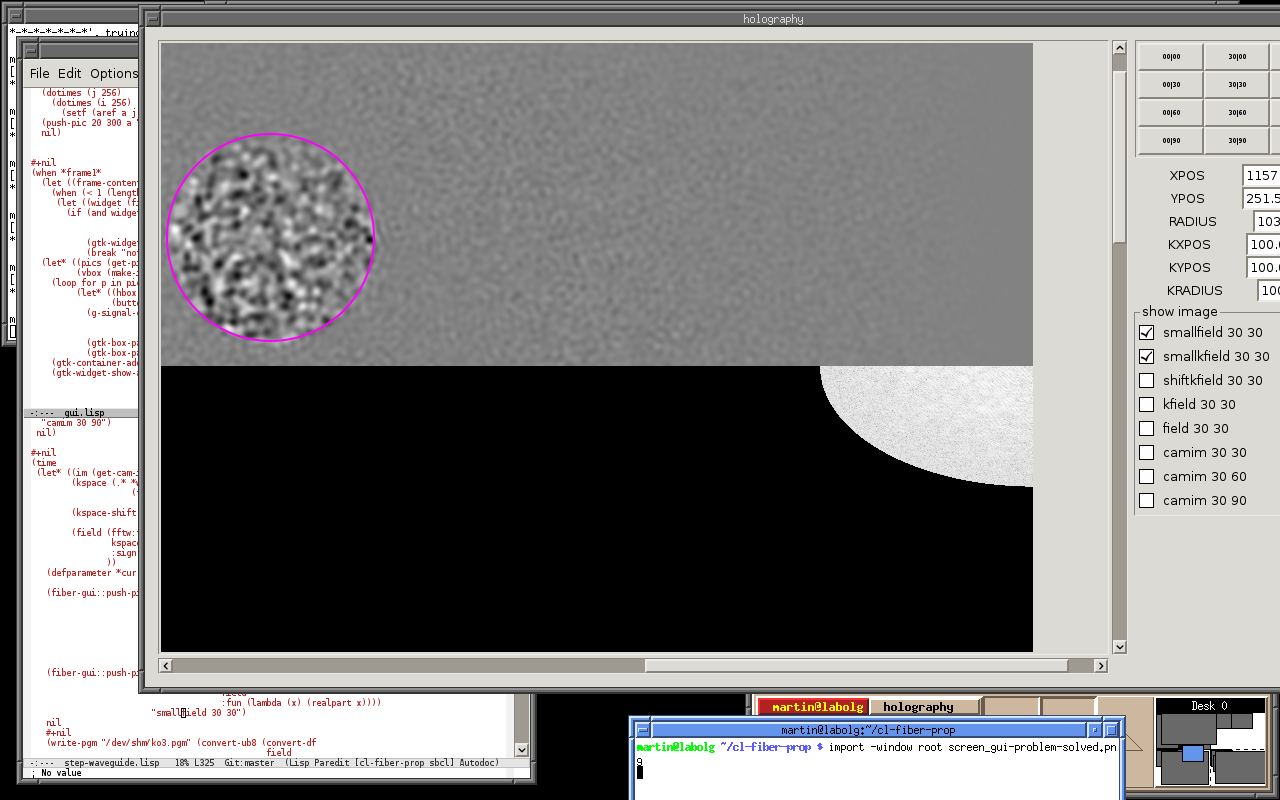 *-*-*-*-*-*', tryin
holography
File Edit Options
(dotimes (j 256)
(dotimes (i 256)
(setf (aref a j
(push-pic 20 300 a
nil)
#+nil
(when *frame1*
(let ((frame-conten
(when (< 1 (length
(let ((widget (fi
(if (and widget
(gtk-widge
(break "no
(let* ((pics (get-p
(vbox (make-
(loop for p in pic
(let* ((hbox
(butt
(g-signal-c
(gtk-box-pa
(gtk-box-pa
(gtk-container-add
(gtk-widget-show-a
-:--- gui.lisp
"camim 30 90")
nil)
#+nil
(time
(let* ((im (get-cam-i
(kspace (.* *w
(kspace-shift
(field (fftw:
kspac
:sign
))
(defparameter *cur
(fiber-gui::push-pi
(fiber-gui::push-pi
:fun (lambda (x) (realpart x))))
"smallfield 30 30")
nil
#+nil
(write-pgm "/dev/shm/ko3.pgm" (convert-ub8 (convert-df
field
-:--- step-waveguide.lisp 18% L325 Git:master (Lisp Paredit [cl-fiber-prop sbcl] Autodoc)
; No value
00|00 30|00
00|30 30|30
00|60 30|60
00|90 30|90
XPOS 1157
YPOS 251.5
RADIUS 103
KXPOS 100.
KYPOS 100.
KRADIUS 100
show image
smallfield 30 30
smallkfield 30 30
shiftkfield 30 30
kfield 30 30
field 30 30
camim 30 30
camim 30 60
camim 30 90
martin@labolg holography Desk 0
martin@labolg:~/cl-fiber-prop
martin@labolg ~/cl-fiber-prop $ import -window root screen_gui-problem-solved.pn
g